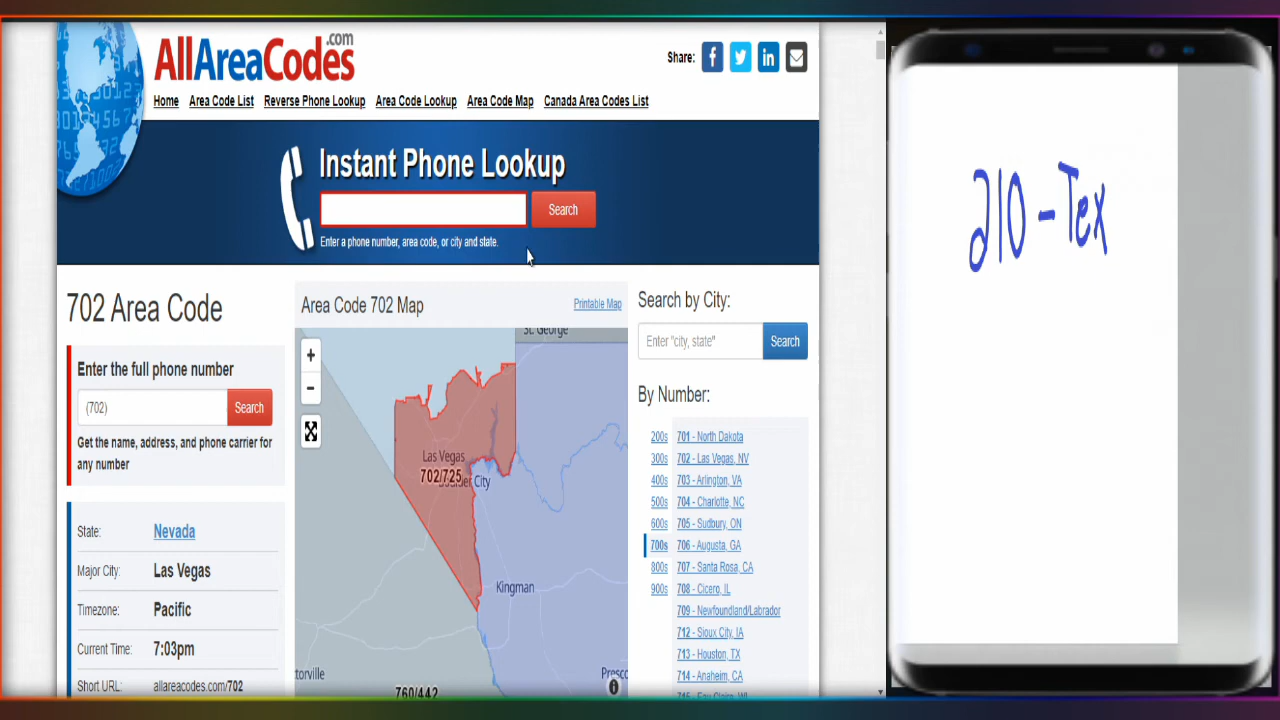 AllAreaCodes.com
Share:
Home Area Code List Reverse Phone Lookup Area Code Lookup Area Code Map Canada Area Codes List
Instant Phone Lookup
Search
Enter a phone number, area code, or city and state.
702 Area Code
Enter the full phone number
(702) Search
Get the name, address, and phone carrier for
any number
State: Nevada
Major City: Las Vegas
Timezone: Pacific
Current Time: 7:03pm
Short URL: allareacodes.com/702
Area Code 702 Map
Printable Map
St. George
+
−
Las Vegas
702/725
City
Kingman
Presc
torville
760/442
Search by City:
Enter "city, state" Search
By Number:
200s 701 - North Dakota
300s 702 - Las Vegas, NV
400s 703 - Arlington, VA
500s 704 - Charlotte, NC
600s 705 - Sudbury, ON
700s 706 - Augusta, GA
800s 707 - Santa Rosa, CA
900s 708 - Cicero, IL
709 - Newfoundland/Labrador
712 - Sioux City, IA
713 - Houston, TX
714 - Anaheim, CA
715 - Eau Claire, WI
210 - Tex